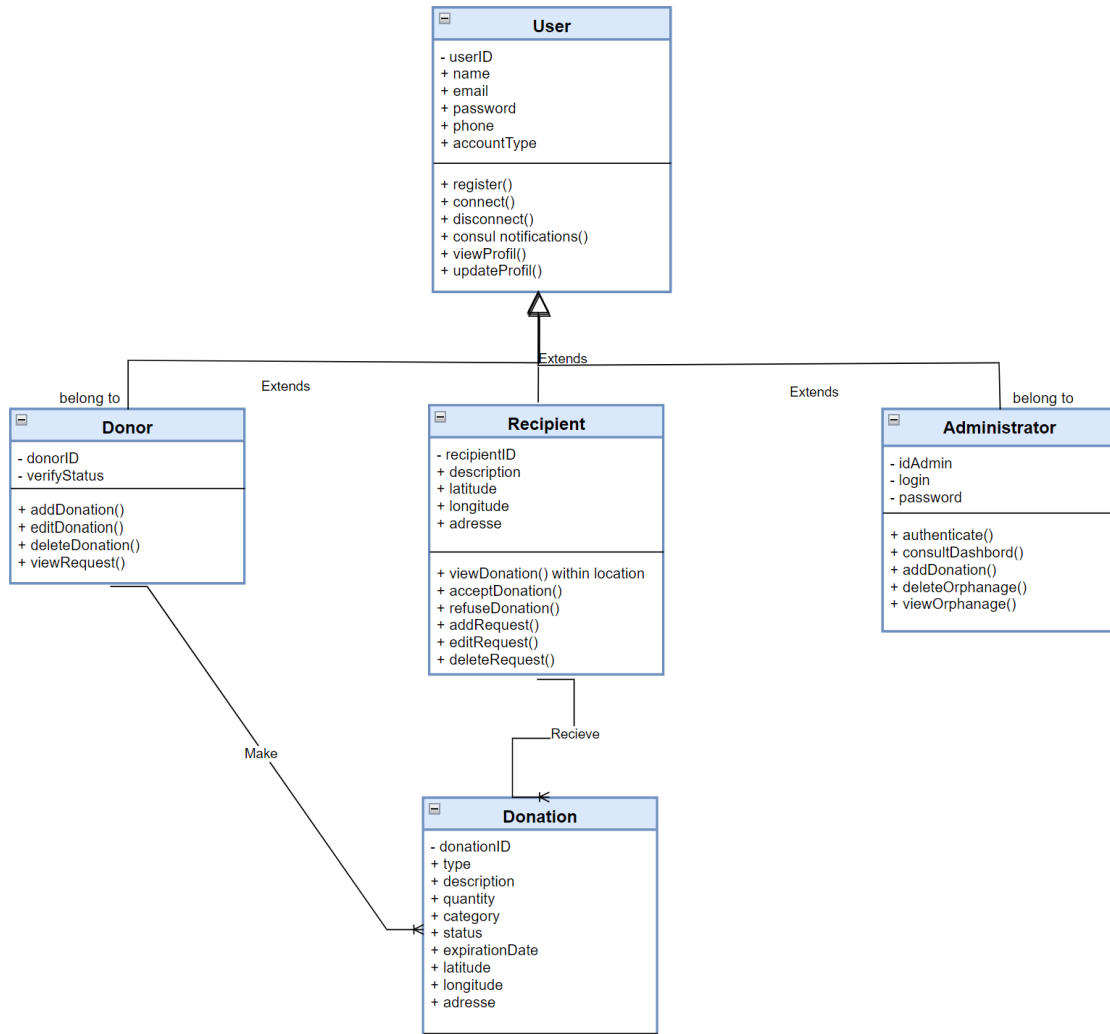 User
- userID
+ name
+ email
+ password
+ phone
+ accountType
+ register()
+ connect()
+ disconnect()
+ consul notifications()
+ viewProfil()
+ updateProfil()
Extends
Extends
Extends
belong to
belong to
Donor
- donorID
- verifyStatus
+ addDonation()
+ editDonation()
+ deleteDonation()
+ viewRequest()
Recipient
- recipientID
+ description
+ latitude
+ longitude
+ adresse
+ viewDonation() within location
+ acceptDonation()
+ refuseDonation()
+ addRequest()
+ editRequest()
+ deleteRequest()
Administrator
- idAdmin
- login
- password
+ authenticate()
+ consultDashbord()
+ addDonation()
+ deleteOrphanage()
+ viewOrphanage()
Recieve
Make
Donation
- donationID
+ type
+ description
+ quantity
+ category
+ status
+ expirationDate
+ latitude
+ longitude
+ adresse